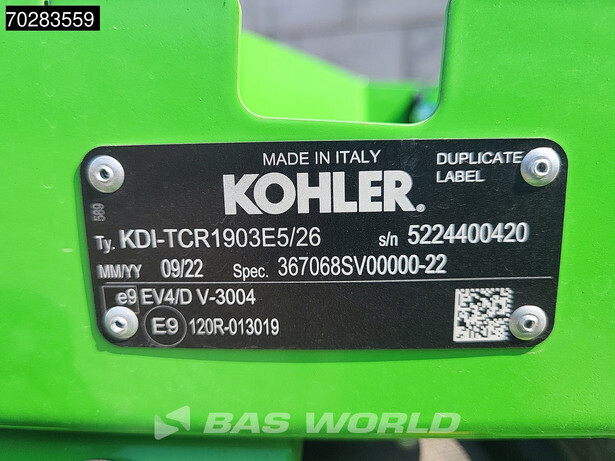 70283559
MADE IN ITALY
DUPLICATE
LABEL
KOHLER®
589
Ty. KDI-TCR1903E5/26 s/n 5224400420
MM/YY 09/22 Spec. 367068SV00000-22
e9 EV4/D V-3004
E9 120R-013019
BAS WORLD